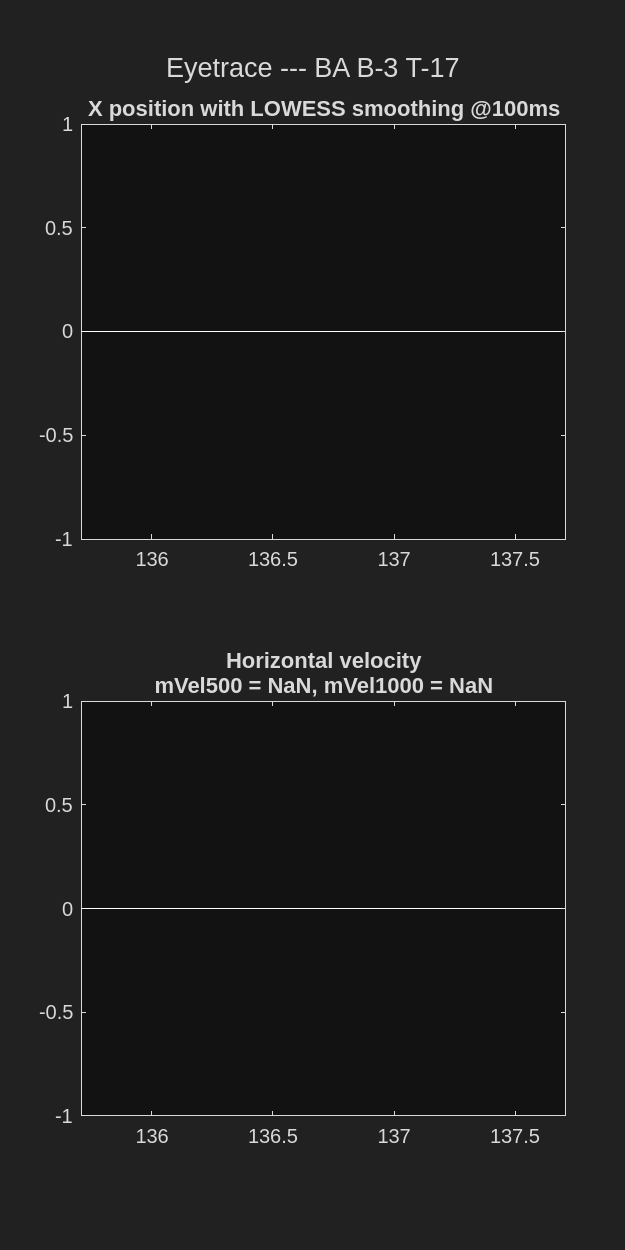 Eyetrace --- BA B-3 T-17
X position with LOWESS smoothing @100ms
1
0.5
0
-0.5
-1
136 136.5 137 137.5
Horizontal velocity
mVel500 = NaN, mVel1000 = NaN
1
0.5
0
-0.5
-1
136 136.5 137 137.5